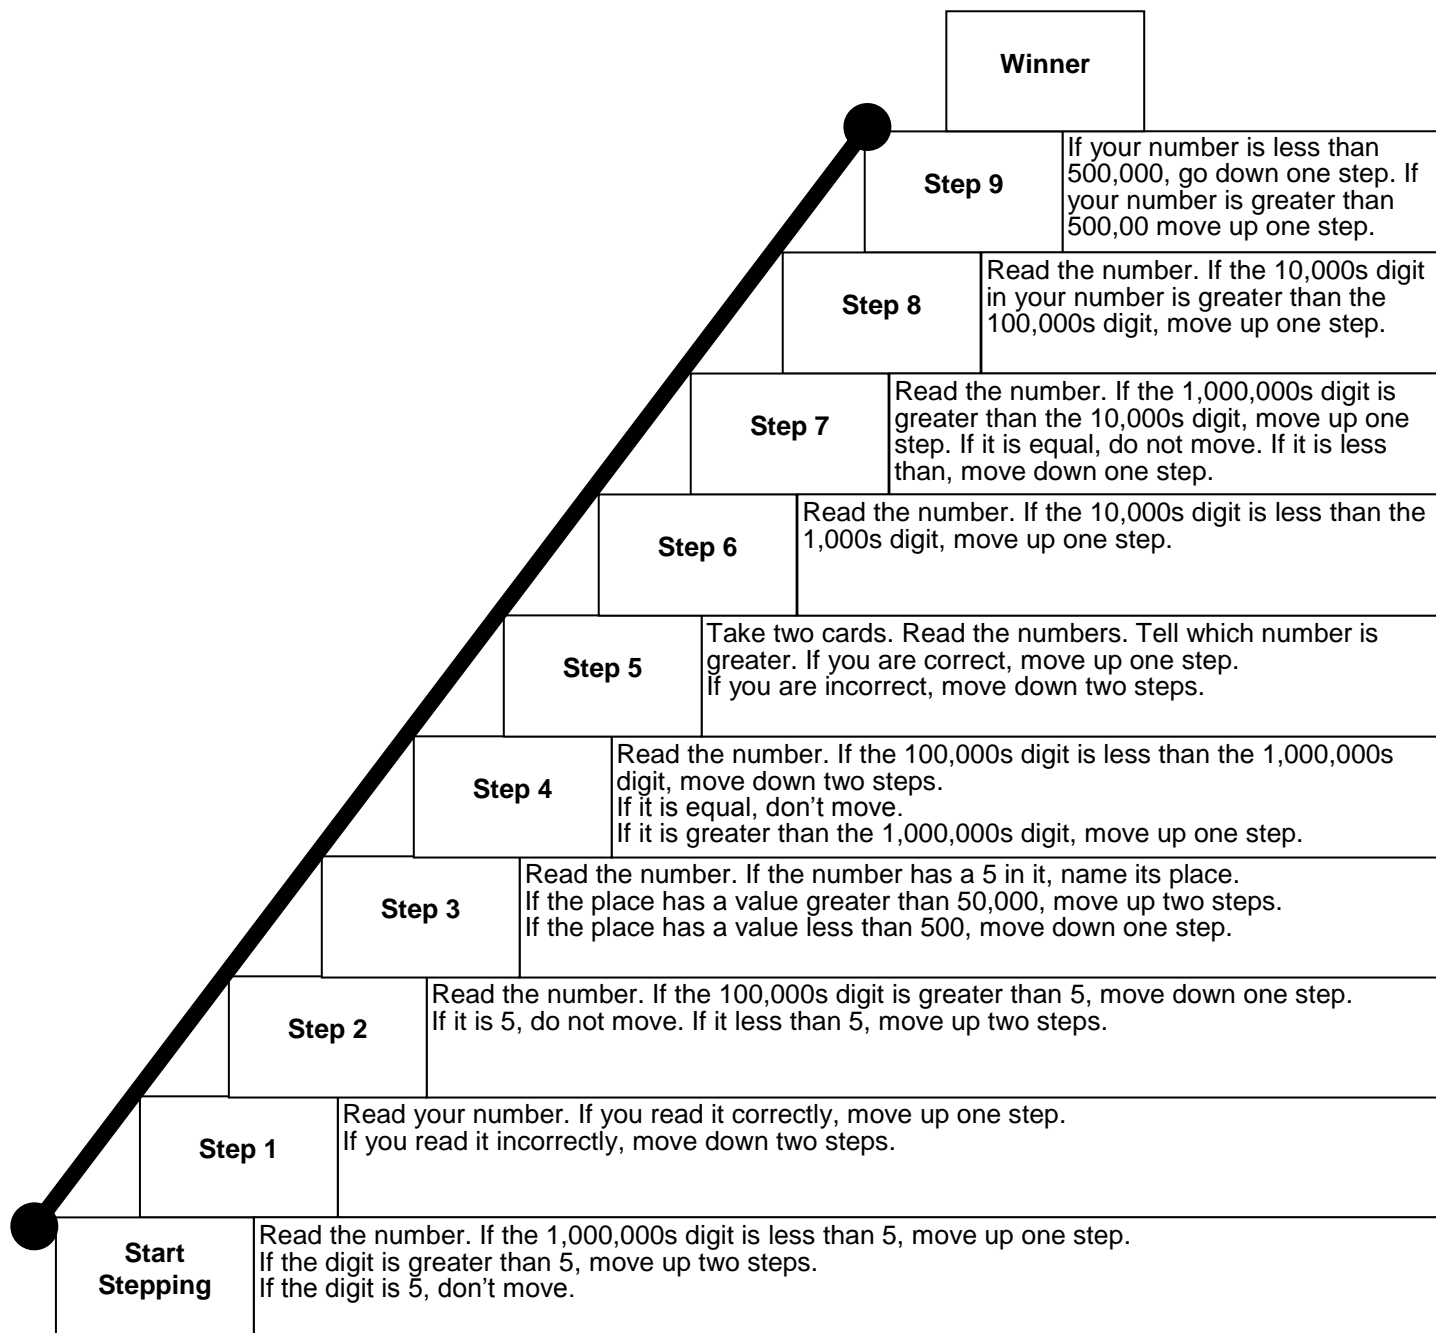 Winner
Step 9
If your number is less than
500,000, go down one step. If
your number is greater than
500,00 move up one step.
Step 8
Read the number. If the 10,000s digit
in your number is greater than the
100,000s digit, move up one step.
Step 7
Read the number. If the 1,000,000s digit is
greater than the 10,000s digit, move up one
step. If it is equal, do not move. If it is less
than, move down one step.
Step 6
Read the number. If the 10,000s digit is less than the
1,000s digit, move up one step.
Step 5
Take two cards. Read the numbers. Tell which number is
greater. If you are correct, move up one step.
If you are incorrect, move down two steps.
Step 4
Read the number. If the 100,000s digit is less than the 1,000,000s
digit, move down two steps.
If it is equal, don’t move.
If it is greater than the 1,000,000s digit, move up one step.
Step 3
Read the number. If the number has a 5 in it, name its place.
If the place has a value greater than 50,000, move up two steps.
If the place has a value less than 500, move down one step.
Step 2
Read the number. If the 100,000s digit is greater than 5, move down one step.
If it is 5, do not move. If it less than 5, move up two steps.
Step 1
Read your number. If you read it correctly, move up one step.
If you read it incorrectly, move down two steps.
Start
Stepping
Read the number. If the 1,000,000s digit is less than 5, move up one step.
If the digit is greater than 5, move up two steps.
If the digit is 5, don’t move.